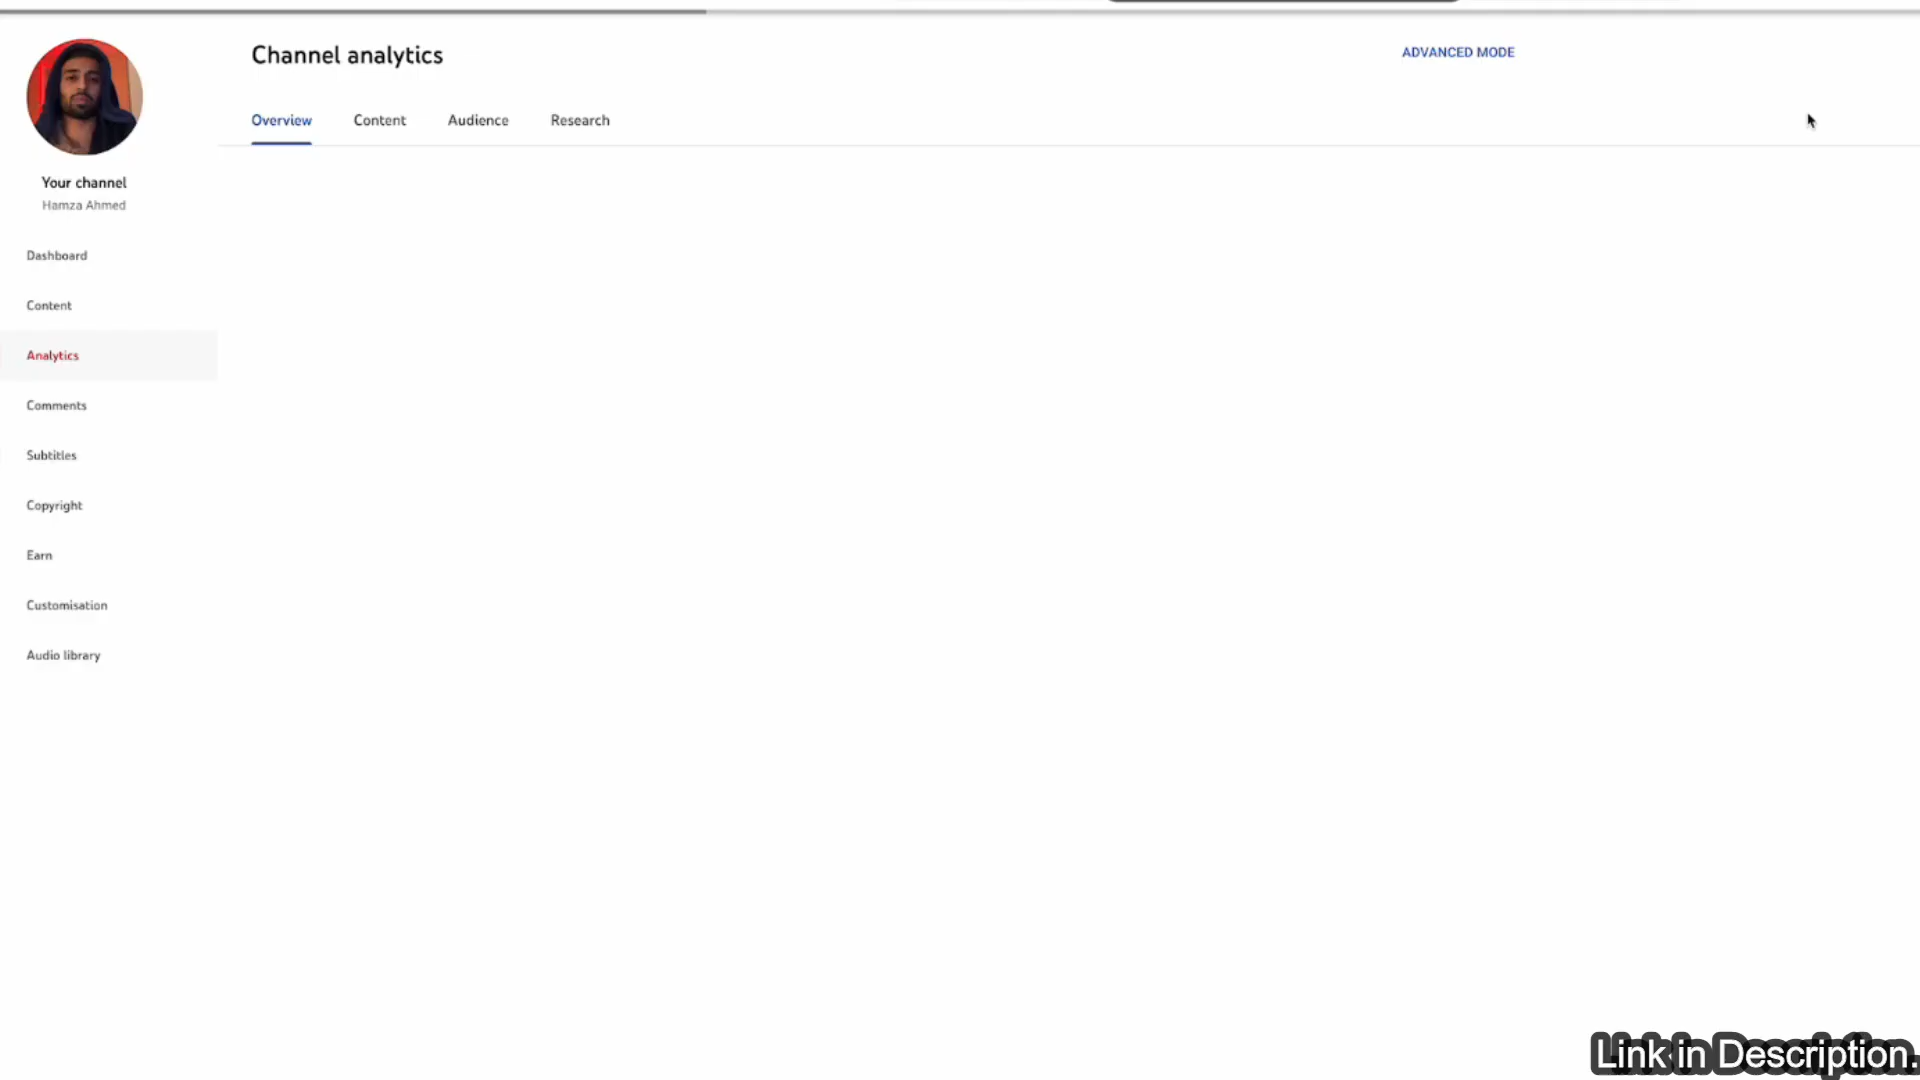 Channel analytics
ADVANCED MODE
Overview
Content
Audience
Research
Your channel
Hamza Ahmed
Dashboard
Content
Analytics
Comments
Subtitles
Copyright
Earn
Customisation
Audio library
Link in Description.